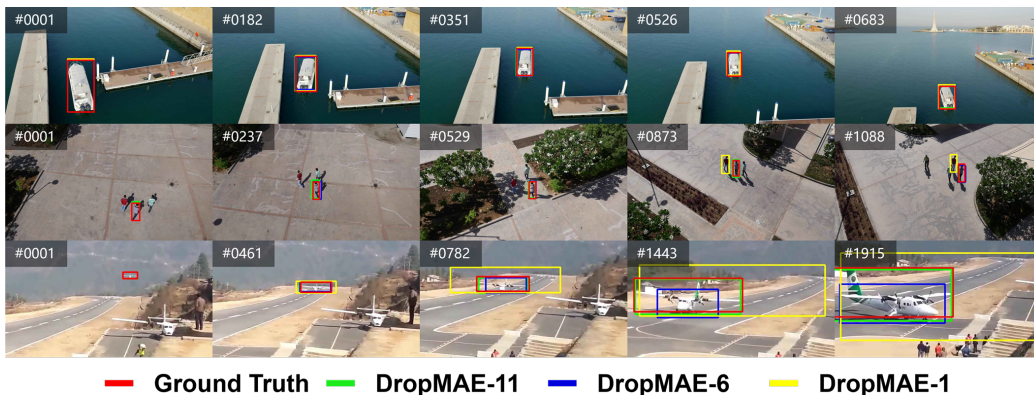 #0001 #0182 #0351 #0526 #0683
#0001 #0237 #0529 #0873 #1088
#0001 #0461 #0782 #1443 #1915
Ground Truth DropMAE-11 DropMAE-6 DropMAE-1